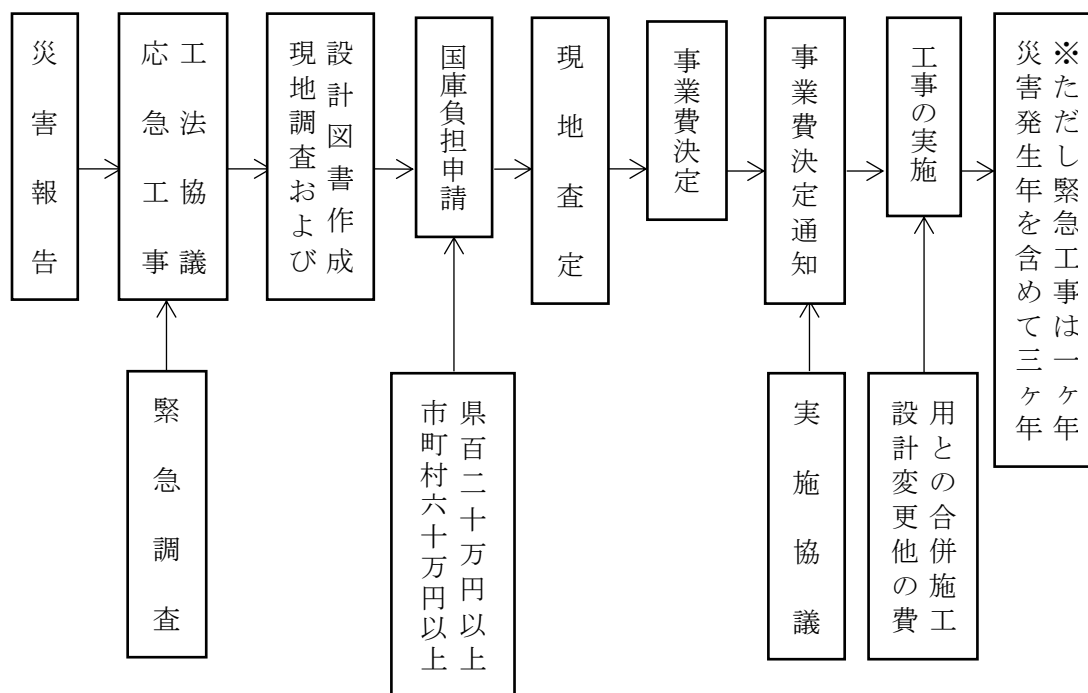 災害報告
応急工事
工法協議
現地調査および
設計図書作成
国庫負担申請
現地査定
事業費決定
事業費決定通知
工事の実施
災害発生年を含めて三ヶ年
※ただし緊急工事は一ヶ年
緊急調査
市町村六十万円以上
県百二十万円以上
実施協議
設計変更他の費
用との合併施工